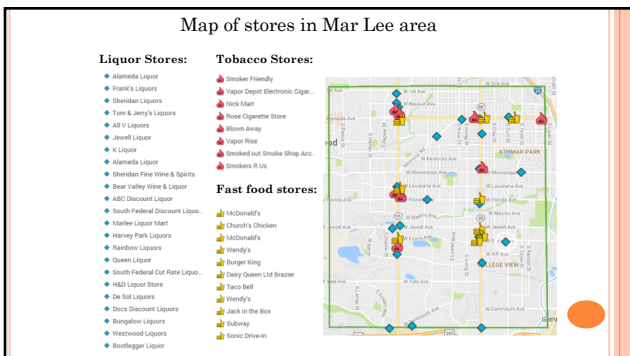 Map of stores in Mar Lee area
Liquor Stores:
Alameda Liquor
Frank's Liquors
Sheridan Liquors
Tom & Jerry's Liquors
All V Liquors
Jewell Liquor
K Liquor
Alameda Liquor
Sheridan Fine Wine & Spirits
Bear Valley Wine & Liquor
ABC Discount Liquor
South Federal Discount Liquo..
Marlee Liquor Mart
Harvey Park Liquors
Rainbow Liquors
Queen Liquor
South Federal Cut Rate Liquo..
H&D Liquor Store
De Sol Liquors
Docs Discount Liquors
Bungalow Liquors
Westwood Liquors
Bootlegger Liquor
Tobacco Stores:
Smoker Friendly
Vapor Depot Electronic Cigar...
Nick Mart
Rose Cigarette Store
Blown Away
Vapor Rise
Smoked out Smoke Shop Acc..
Smokers R Us
Fast food stores:
McDonald's
Church's Chicken
McDonald's
Wendy's
Burger King
Dairy Queen Ltd Brazier
Taco Bell
Wendy's
Jack in the Box
Subway
Sonic Drive-In
W 1st Ave
W 2nd Ave
W Bayaud Ave
ATHMAR PARK
W Kentucky Ave
W Mississippi Ave
W Mississippi Ave
W Louisiana Ave
W Mexico Ave
W Jewell Ave
W Jewell Ave
W Evans Ave
LLEGE VIEW
W Yale Ave
W Dartmouth Ave